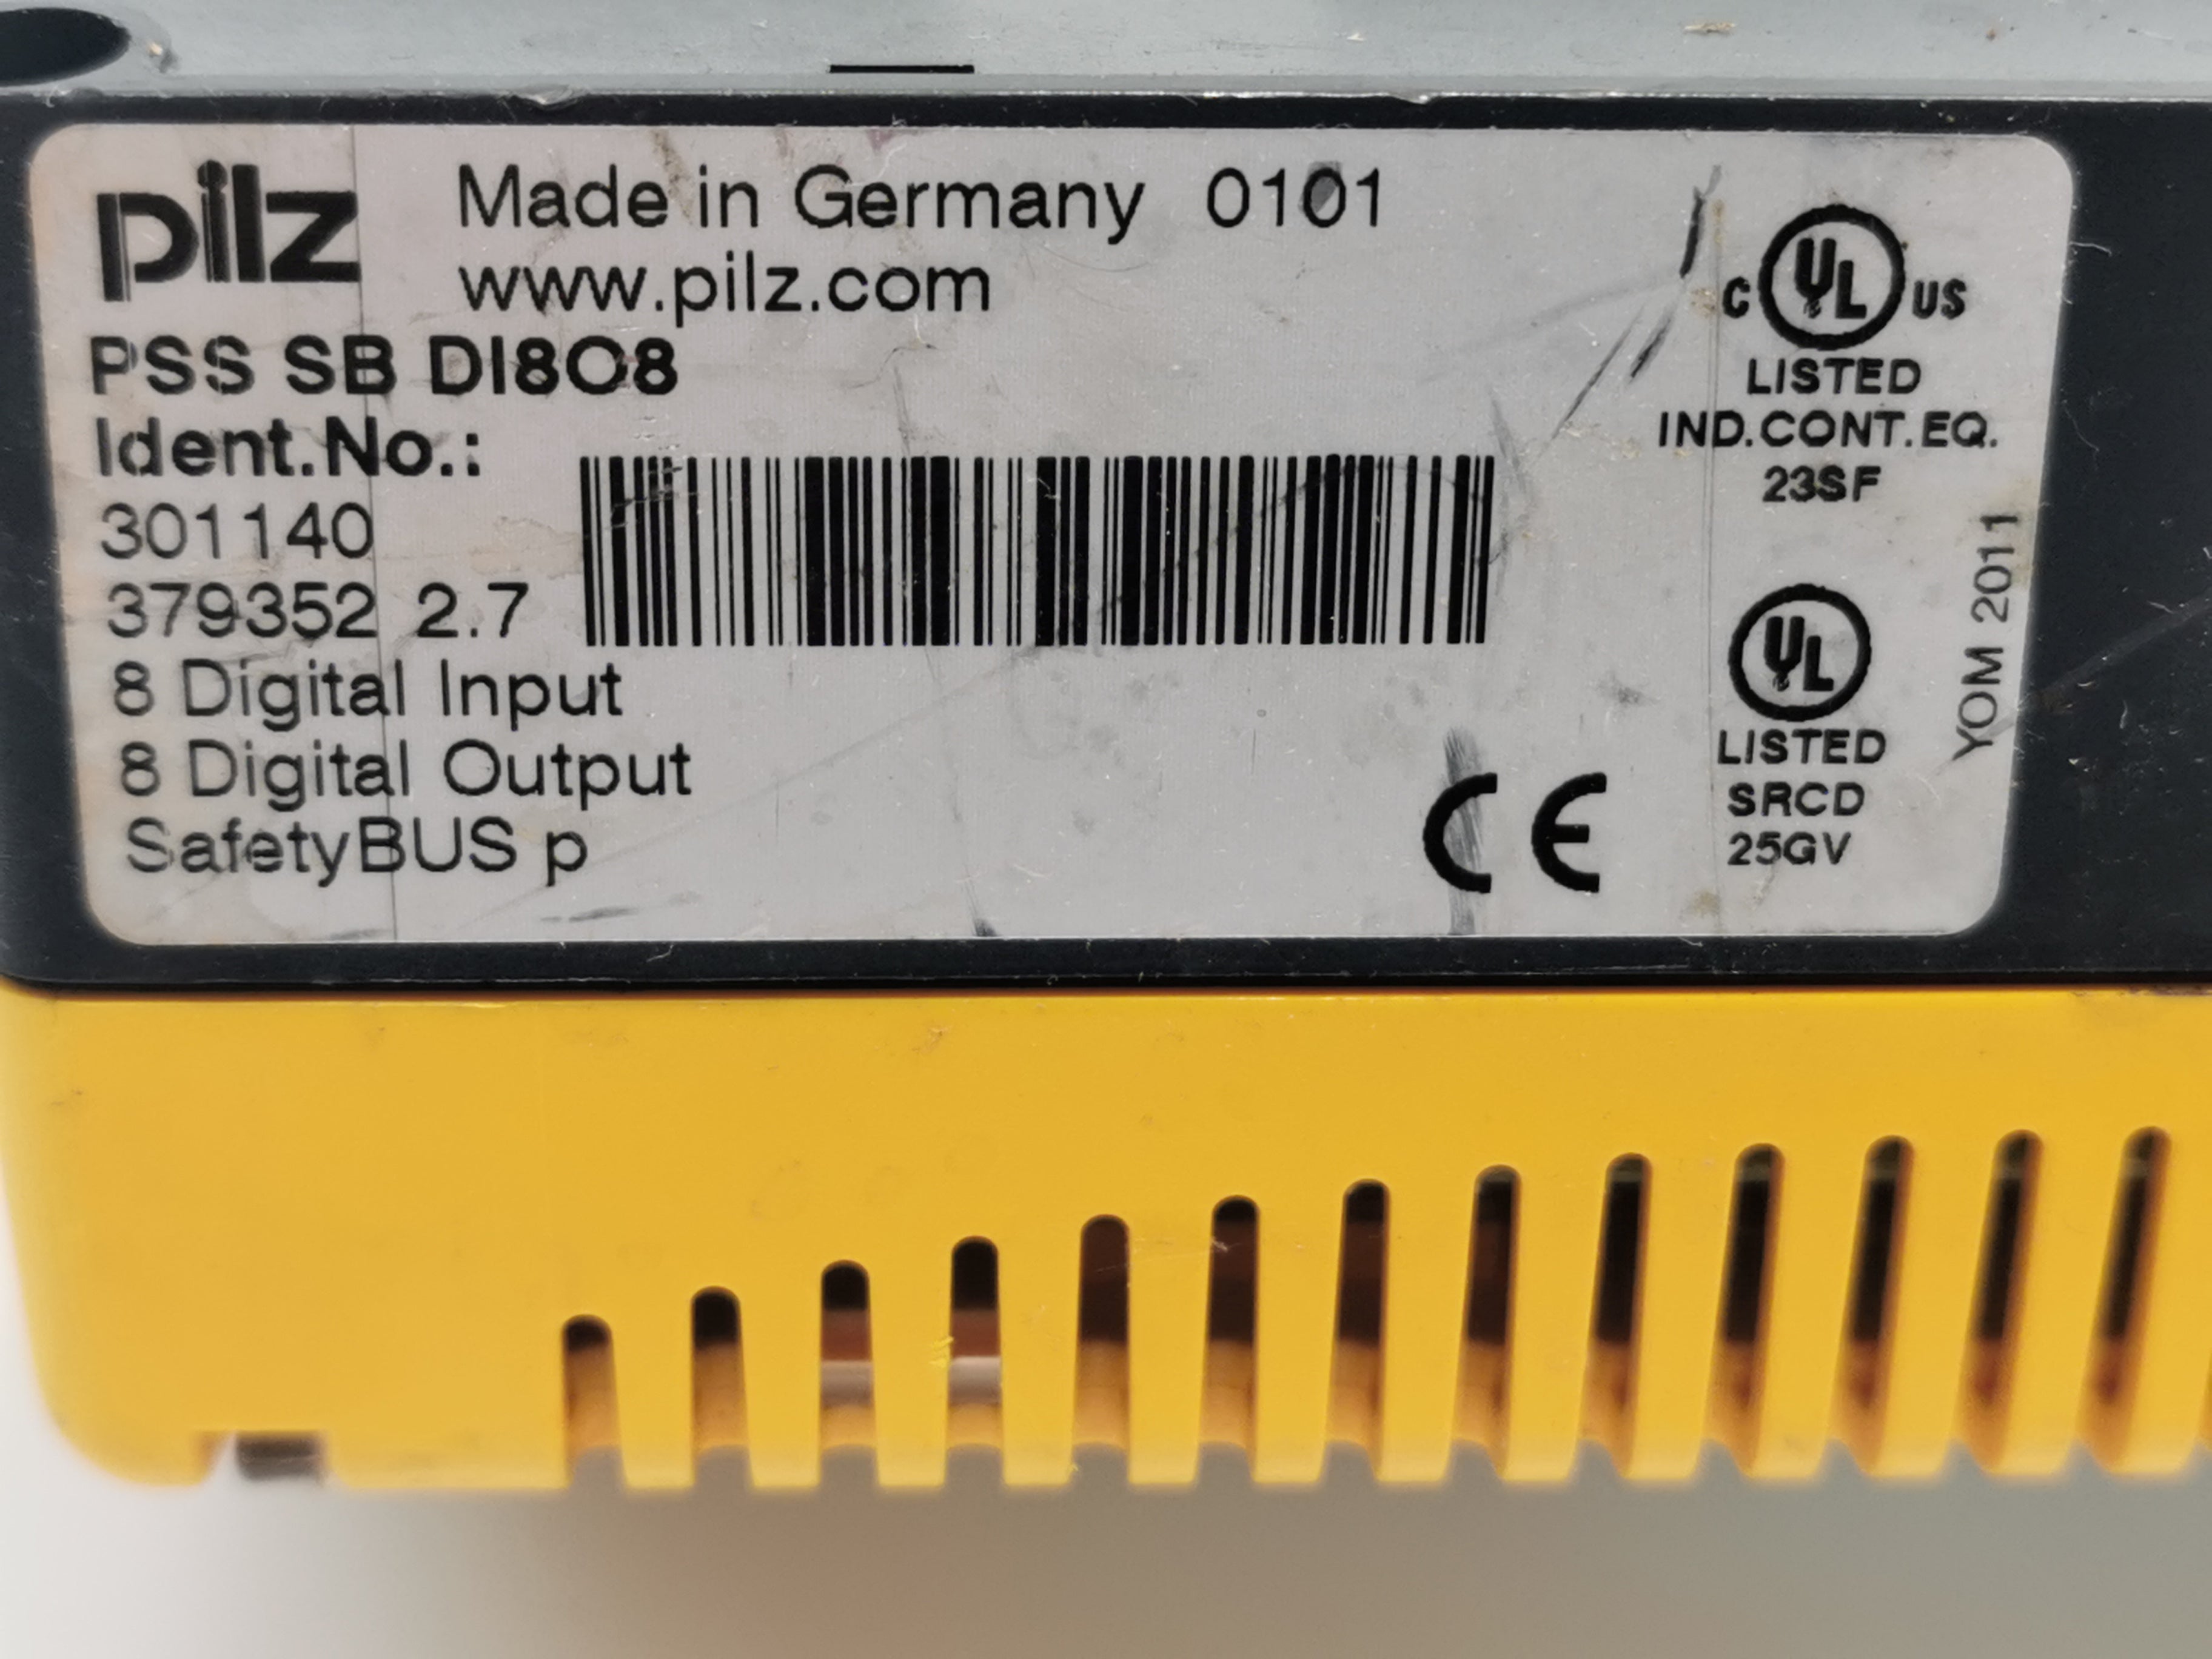 pilz Made in Germany 0101
www.pilz.com
PSS SB DI8O8
Ident.No.:
301140
379352 2.7
8 Digital Input
8 Digital Output
SafetyBUS p
CE
C UL US
LISTED
IND.CONT.EQ.
23SF
UL
LISTED
SRCD
25GV
YOM 2011